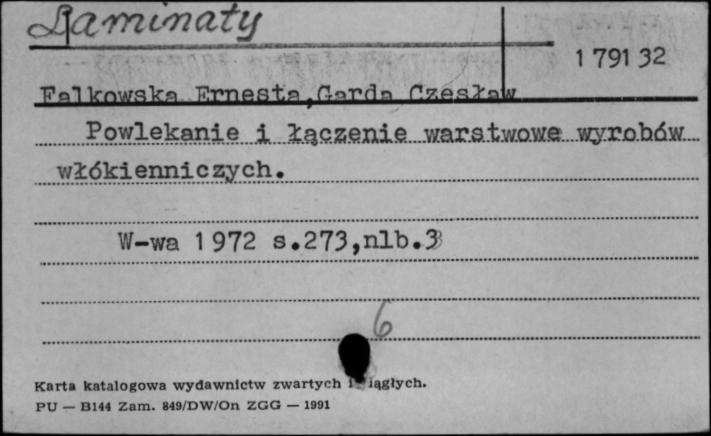 Laminaty
1 791 32
Falkowska Ernesta, Garda Czesław
Powlekanie i łączenie warstwowe wyrobów
włókienniczych.
W-wa 1972 s.273,nlb.3
6
Karta katalogowa wydawnictw zwartych i ciągłych.
PU — B144 Zam. 849/DW/On ZGG — 1991